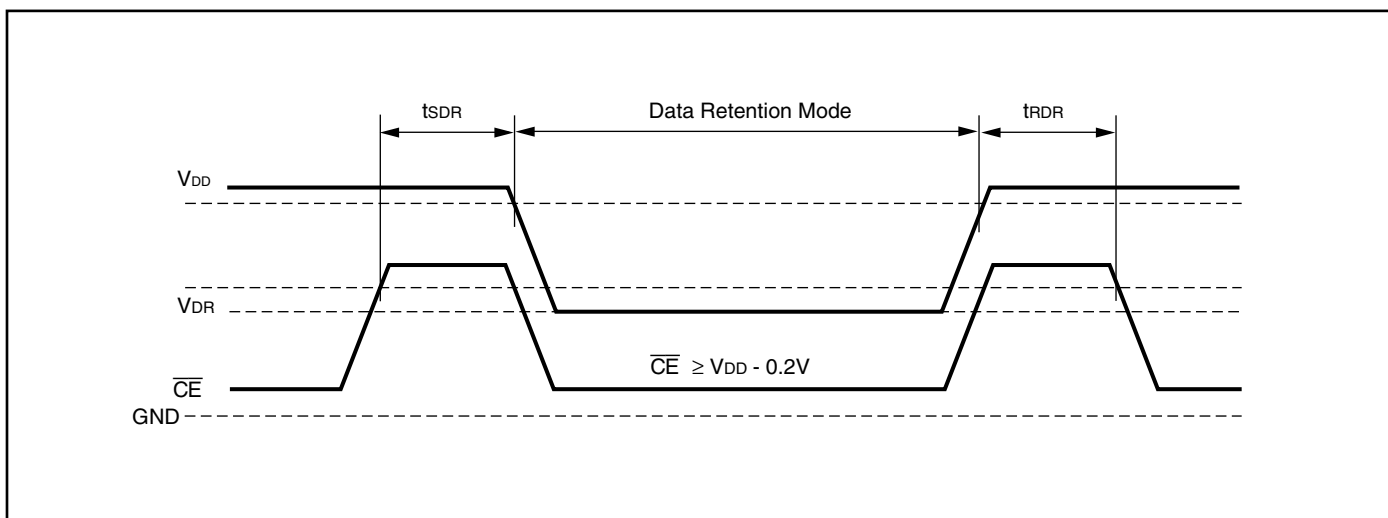 tSDR Data Retention Mode tRDR
VDD
VDR
CE ≥ VDD - 0.2V
CE
GND